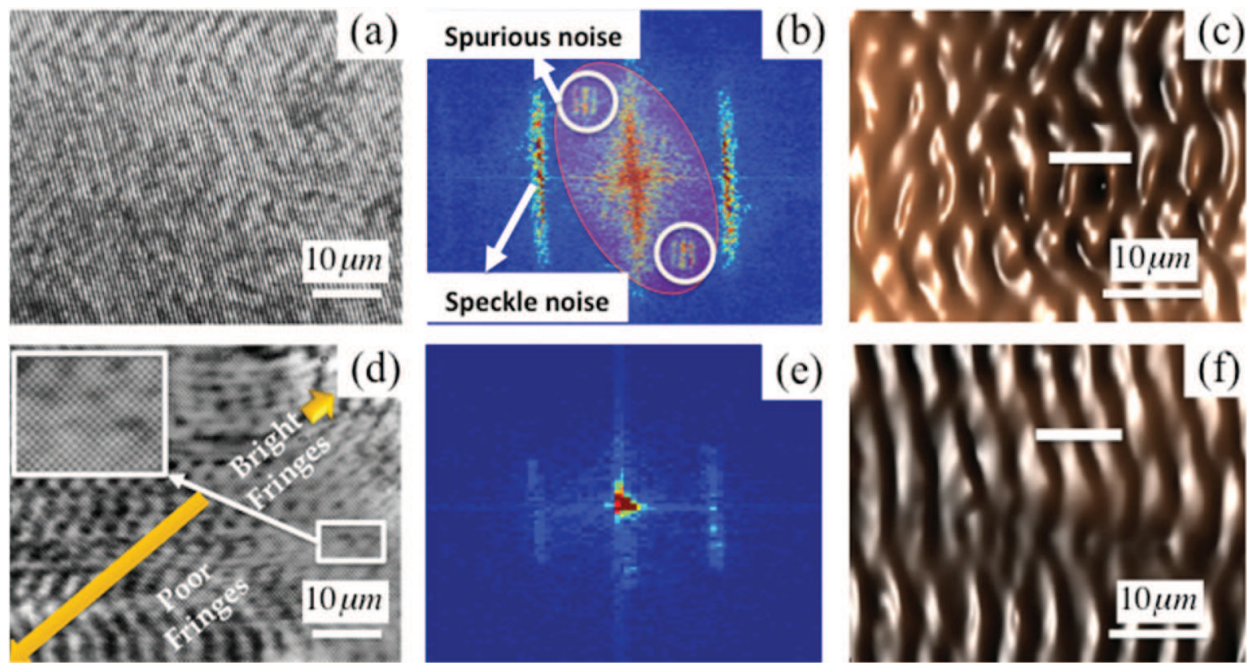 (a)
10 μm
Spurious noise
(b)
Speckle noise
(c)
10 μm
(d)
Bright
Fringes
Poor
Fringes
10 μm
(e)
(f)
10 μm